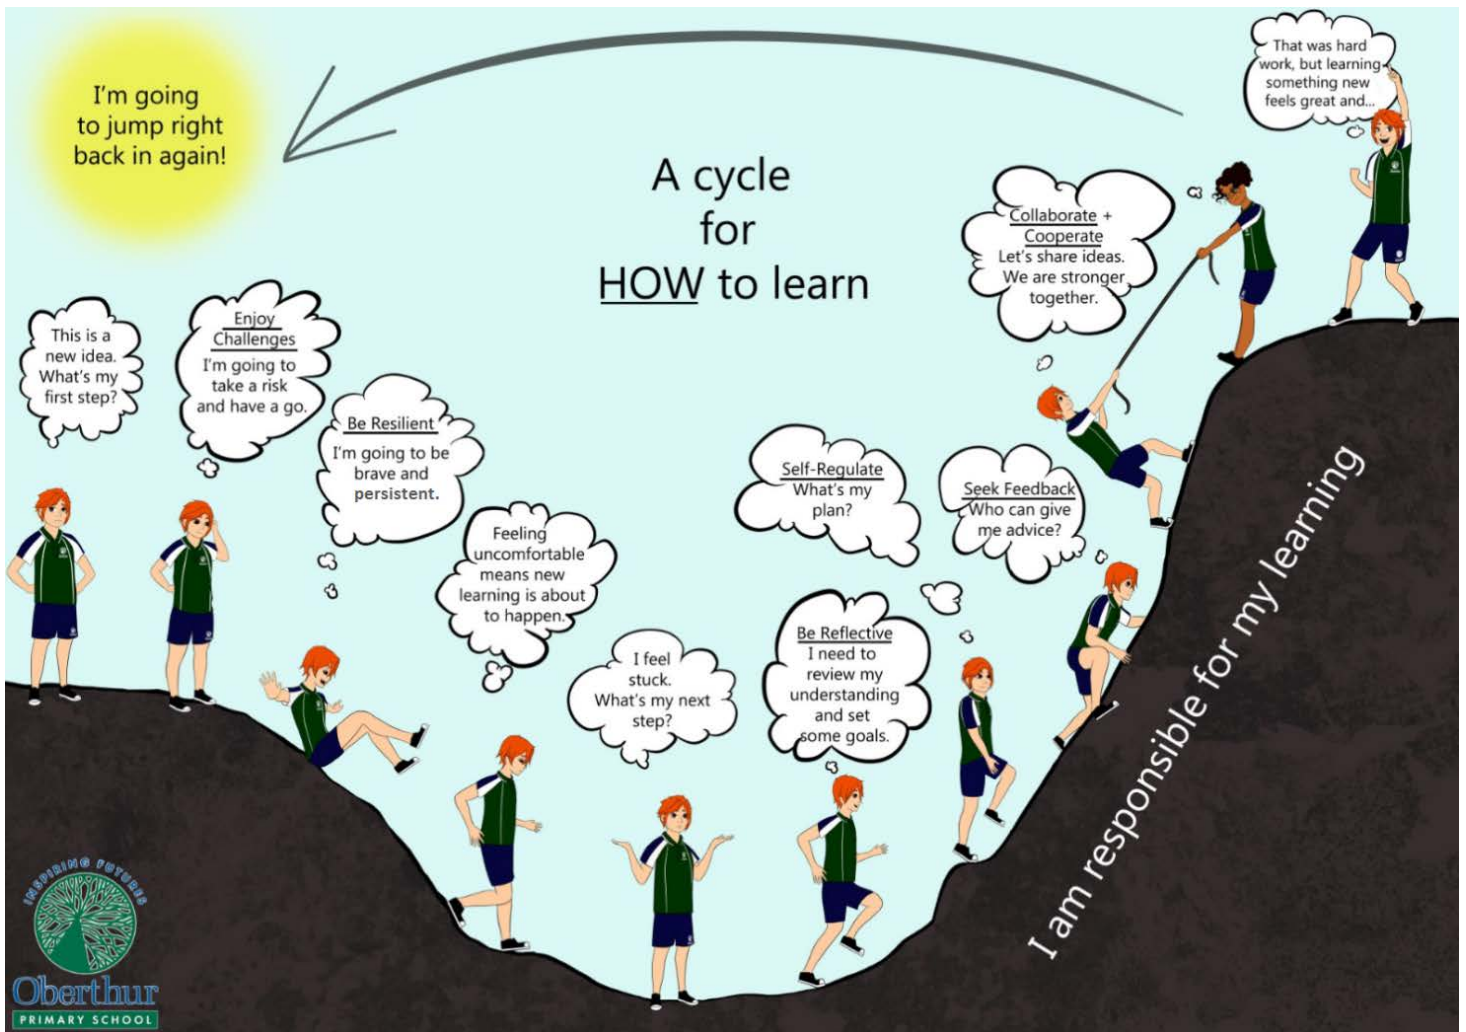 I'm going
to jump right
back in again!
A cycle
for
HOW to learn
This is a
new idea.
What's my
first step?
Enjoy
Challenges
I'm going to
take a risk
and have a go.
Be Resilient
I'm going to be
brave and
persistent.
Feeling
uncomfortable
means new
learning is about
to happen.
I feel
stuck.
What's my next
step?
Be Reflective
I need to
review my
understanding
and set
some goals.
Self-Regulate
What's my
plan?
Seek Feedback
Who can give
me advice?
Collaborate +
Cooperate
Let's share ideas.
We are stronger
together.
That was hard
work, but learning
something new
feels great and...
I am responsible for my learning
INSPIRING FUTURES
Oberthur
PRIMARY SCHOOL